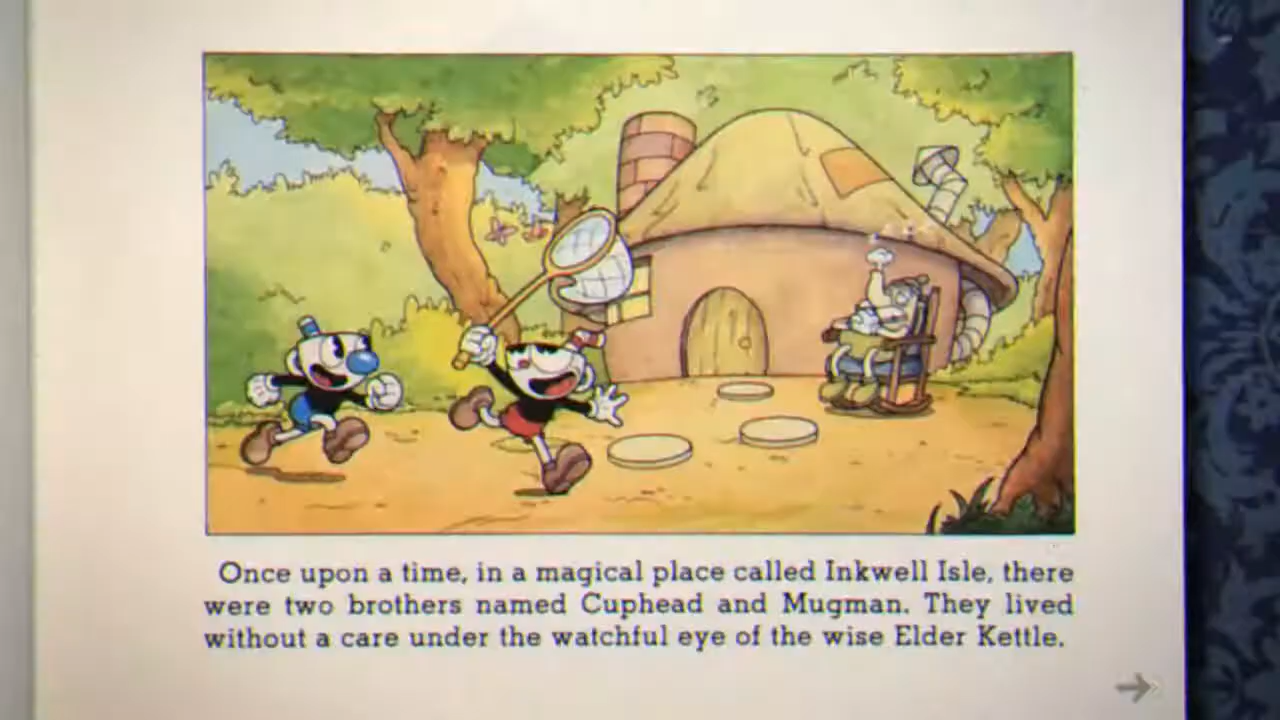 Once upon a time, in a magical place called Inkwell Isle, there
were two brothers named Cuphead and Mugman. They lived
without a care under the watchful eye of the wise Elder Kettle.